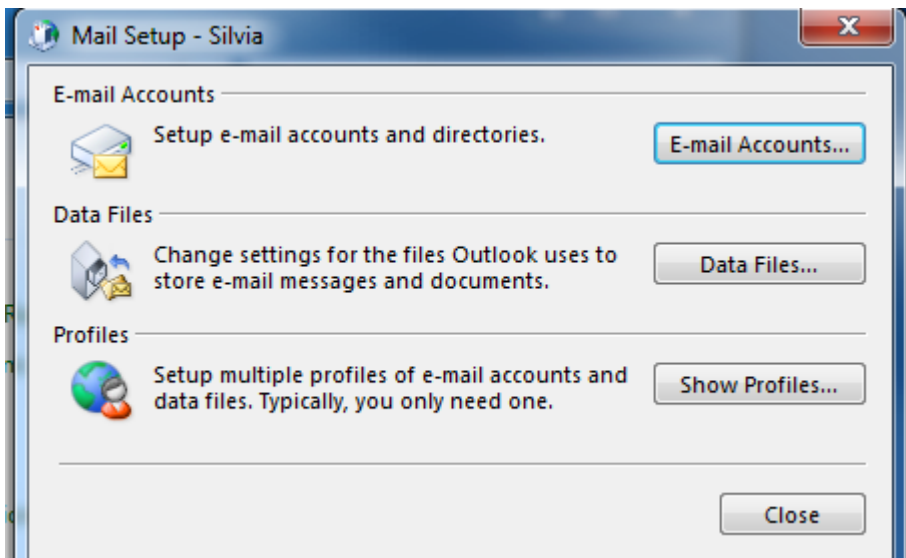 Mail Setup - Silvia
E-mail Accounts
Setup e-mail accounts and directories.
E-mail Accounts...
Data Files
Change settings for the files Outlook uses to
store e-mail messages and documents.
Data Files...
Profiles
Setup multiple profiles of e-mail accounts and
data files. Typically, you only need one.
Show Profiles...
Close